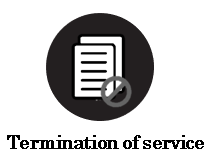 Termination of service